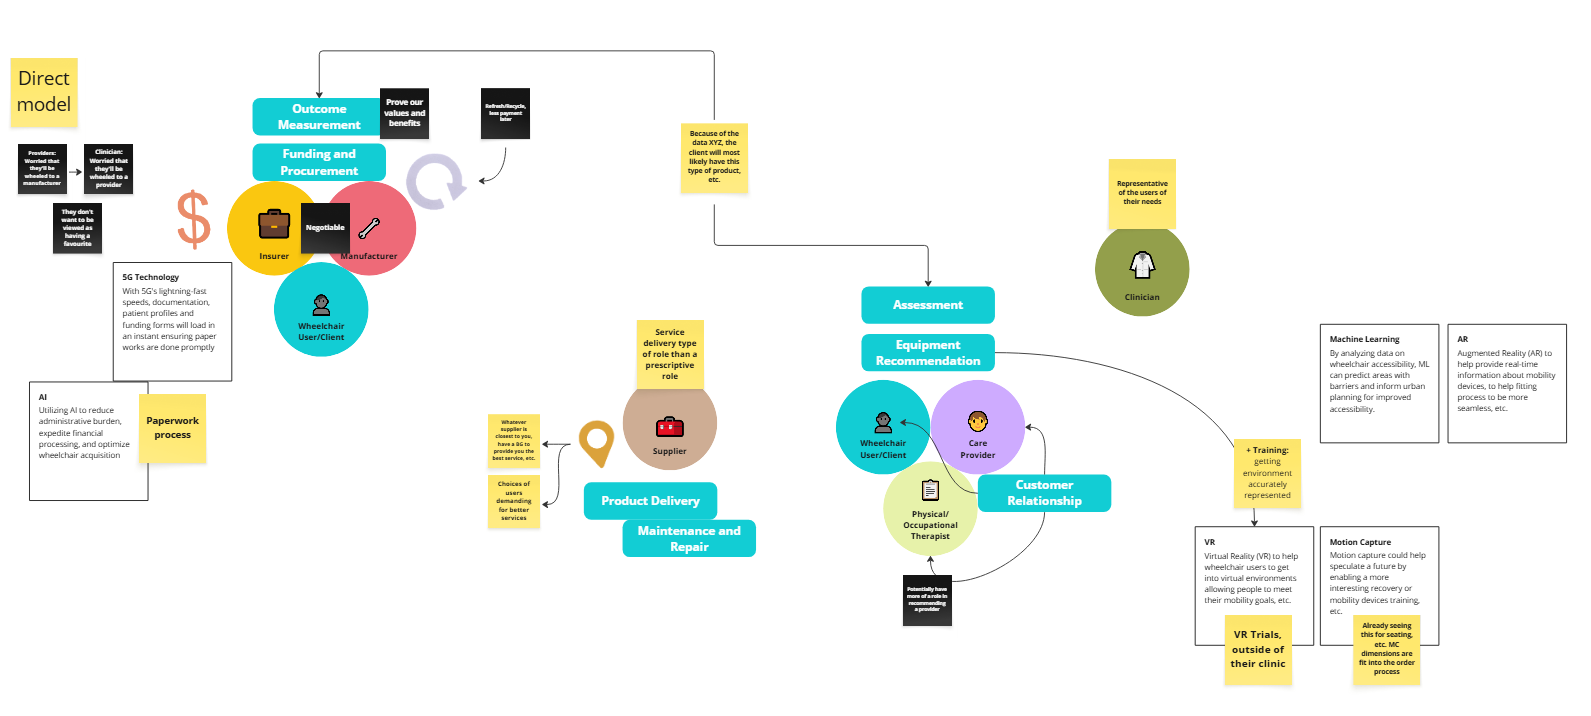 Direct
model
Providers:
Worried that
they'll be
wheeled to a
manufacturer
Clinician:
Worried that
they'll be
wheeled to a
provider
They don't
want to be
viewed as
having a
favourite
5G Technology
With 5G's lightning-fast
speeds, documentation,
patient profiles and
funding forms will load in
an instant ensuring paper
works are done promptly
AI
Utilizing AI to reduce
administrative burden,
expedite financial
processing, and optimize
wheelchair acquisition
Paperwork
process
Outcome
Measurement
Prove our
values and
benefits
Refresh/Recycle,
less payment
later
Funding and
Procurement
$
Insurer
Negotiable
Manufacturer
Wheelchair
User/Client
Because of the
data XYZ, the
client will most
likely have this
type of product,
etc.
Service
delivery type
of role than a
prescriptive
role
Supplier
Whatever
supplier is
closest to you,
have a BG to
provide you the
best service, etc.
Choices of
users
demanding
for better
services
Product Delivery
Maintenance and
Repair
Assessment
Equipment
Recommendation
Wheelchair
User/Client
Care
Provider
Physical/
Occupational
Therapist
Customer
Relationship
Potentially have
more of a role in
recommending
a provider
Representative
of the users of
their needs
Clinician
Machine Learning
By analyzing data on
wheelchair accessibility, ML
can predict areas with
barriers and inform urban
planning for improved
accessibility.
AR
Augmented Reality (AR) to
help provide real-time
information about mobility
devices, to help fitting
process to be more
seamless, etc.
+ Training:
getting
environment
accurately
represented
VR
Virtual Reality (VR) to help
wheelchair users to get
into virtual environments
allowing people to meet
their mobility goals, etc.
VR Trials,
outside of
their clinic
Motion Capture
Motion capture could help
speculate a future by
enabling a more
interesting recovery or
mobility devices training,
etc.
Already seeing
this for seating,
etc. MC
dimensions are
fit into the order
process